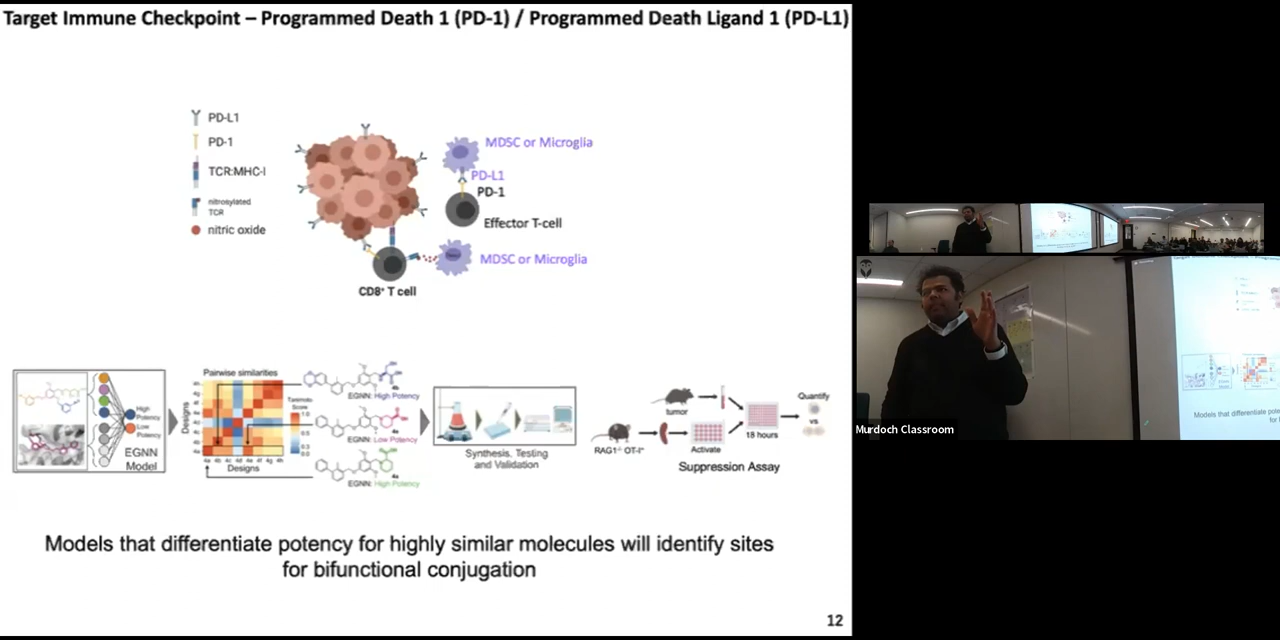 Target Immune Checkpoint – Programmed Death 1 (PD-1) / Programmed Death Ligand 1 (PD-L1)
PD-L1
PD-1
TCR:MHC-I
nitrosylated
TCR
nitric oxide
MDSC or Microglia
PD-L1
PD-1
Effector T-cell
MDSC or Microglia
CD8⁺ T cell
High
Potency
Low
Potency
EGNN
Model
Pairwise similarities
Designs
Tanimoto
Score
Designs
4b
EGNN: High Potency
EGNN: Low Potency
EGNN: High Potency
Synthesis, Testing
and Validation
tumor
RAG1⁻/⁻ OT-I⁺
Activate
18 hours
Quantify
vs
Suppression Assay
Models that differentiate potency for highly similar molecules will identify sites
for bifunctional conjugation
12
Murdoch Classroom